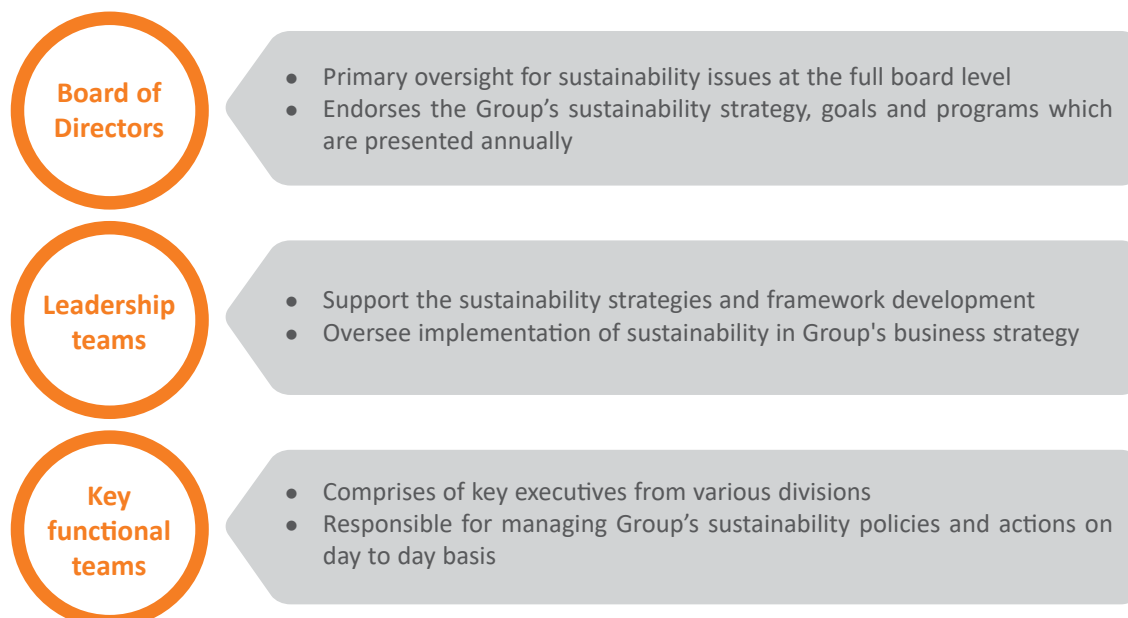 Board of
Directors
● Primary oversight for sustainability issues at the full board level
● Endorses the Group’s sustainability strategy, goals and programs which
are presented annually
Leadership
teams
● Support the sustainability strategies and framework development
● Oversee implementation of sustainability in Group's business strategy
Key
functional
teams
● Comprises of key executives from various divisions
● Responsible for managing Group’s sustainability policies and actions on
day to day basis